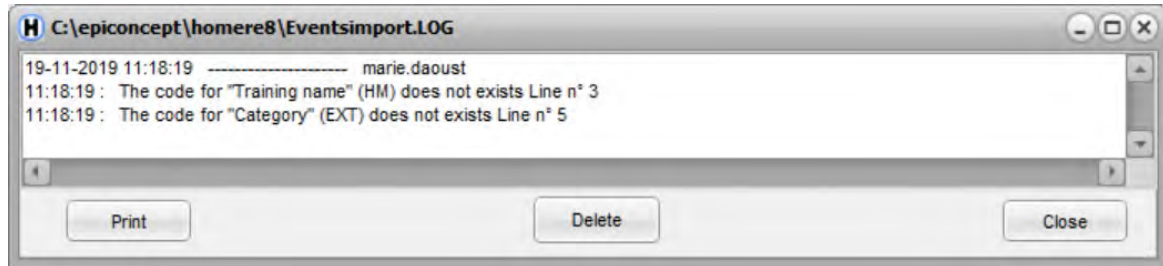 H C:\epiconcept\homere8\Eventsimport.LOG
19-11-2019 11:18:19 ---------------------- marie.daoust
11:18:19 : The code for "Training name" (HM) does not exists Line n° 3
11:18:19 : The code for "Category" (EXT) does not exists Line n° 5
Print Delete Close